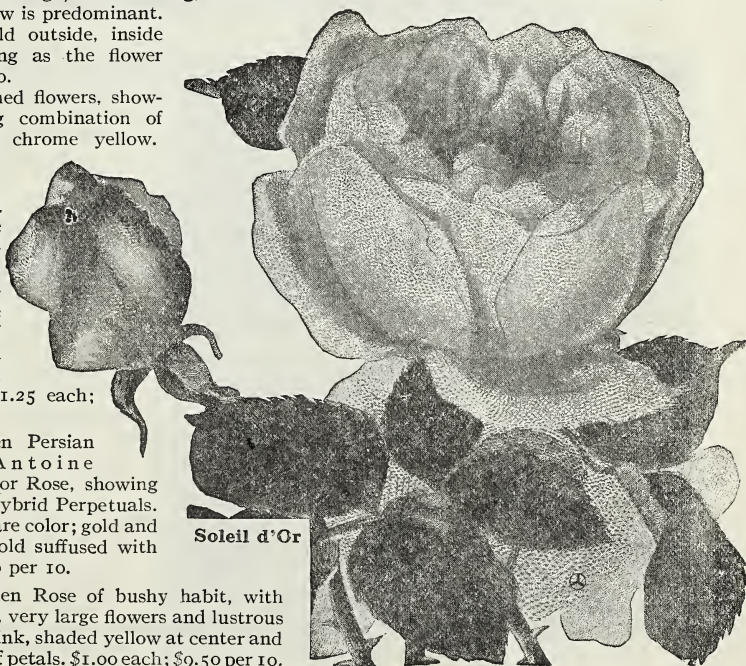 w is predominant.
ld outside, inside
ng as the flower
o.
ned flowers, show-
g combination of
chrome yellow.
1.25 each;
en Persian
Antoine
or Rose, showing
ybrid Perpetuals.
are color; gold and
old suffused with
per 10.
Soleil d'Or
en Rose of bushy habit, with
, very large flowers and lustrous
ink, shaded yellow at center and
f petals. $1.00 each; $9.50 per 10.